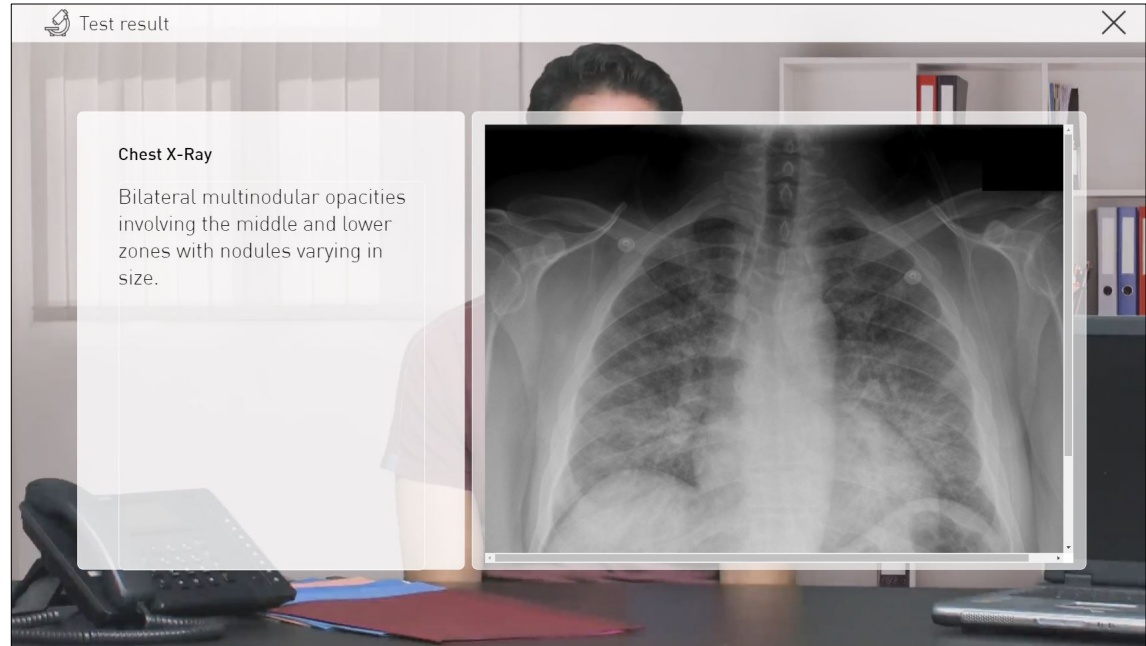 Test result
Chest X-Ray
Bilateral multinodular opacities
involving the middle and lower
zones with nodules varying in
size.